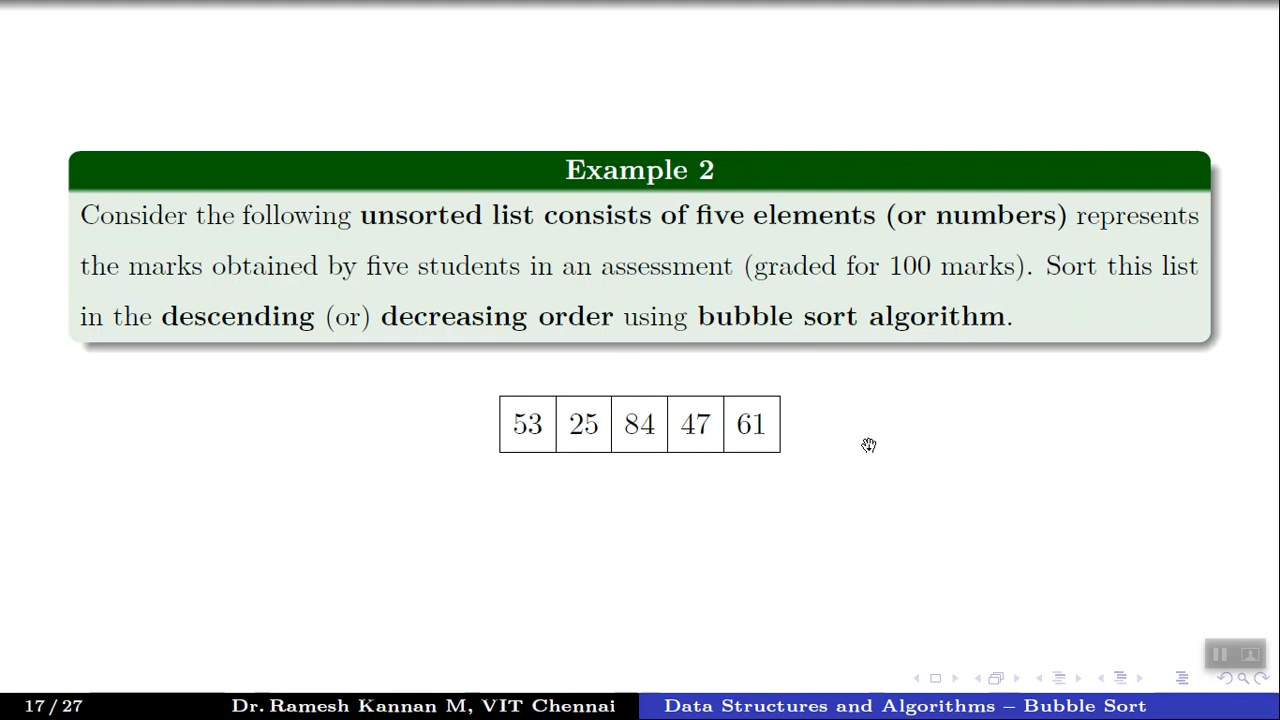 Example 2
Consider the following unsorted list consists of five elements (or numbers) represents
the marks obtained by five students in an assessment (graded for 100 marks). Sort this list
in the descending (or) decreasing order using bubble sort algorithm.
53 25 84 47 61
17 / 27 Dr. Ramesh Kannan M, VIT Chennai Data Structures and Algorithms – Bubble Sort